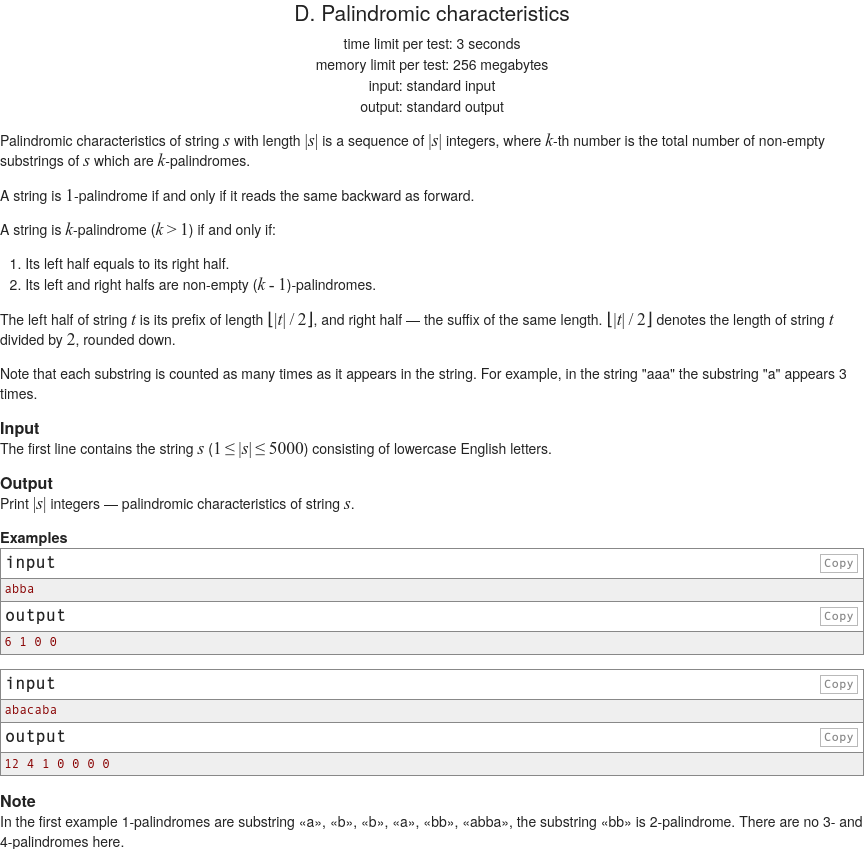 D. Palindromic characteristics
time limit per test: 3 seconds
memory limit per test: 256 megabytes
input: standard input
output: standard output
Palindromic characteristics of string s with length |s| is a sequence of |s| integers, where k-th number is the total number of non-empty
substrings of s which are k-palindromes.
A string is 1-palindrome if and only if it reads the same backward as forward.
A string is k-palindrome (k > 1) if and only if:
1. Its left half equals to its right half.
2. Its left and right halfs are non-empty (k - 1)-palindromes.
The left half of string t is its prefix of length ⌊|t| / 2⌋, and right half — the suffix of the same length. ⌊|t| / 2⌋ denotes the length of string t
divided by 2, rounded down.
Note that each substring is counted as many times as it appears in the string. For example, in the string "aaa" the substring "a" appears 3
times.
Input
The first line contains the string s (1 ≤ |s| ≤ 5000) consisting of lowercase English letters.
Output
Print |s| integers — palindromic characteristics of string s.
Examples
input Copy
abba
output Copy
6 1 0 0
input Copy
abacaba
output Copy
12 4 1 0 0 0 0
Note
In the first example 1-palindromes are substring «a», «b», «b», «a», «bb», «abba», the substring «bb» is 2-palindrome. There are no 3- and
4-palindromes here.